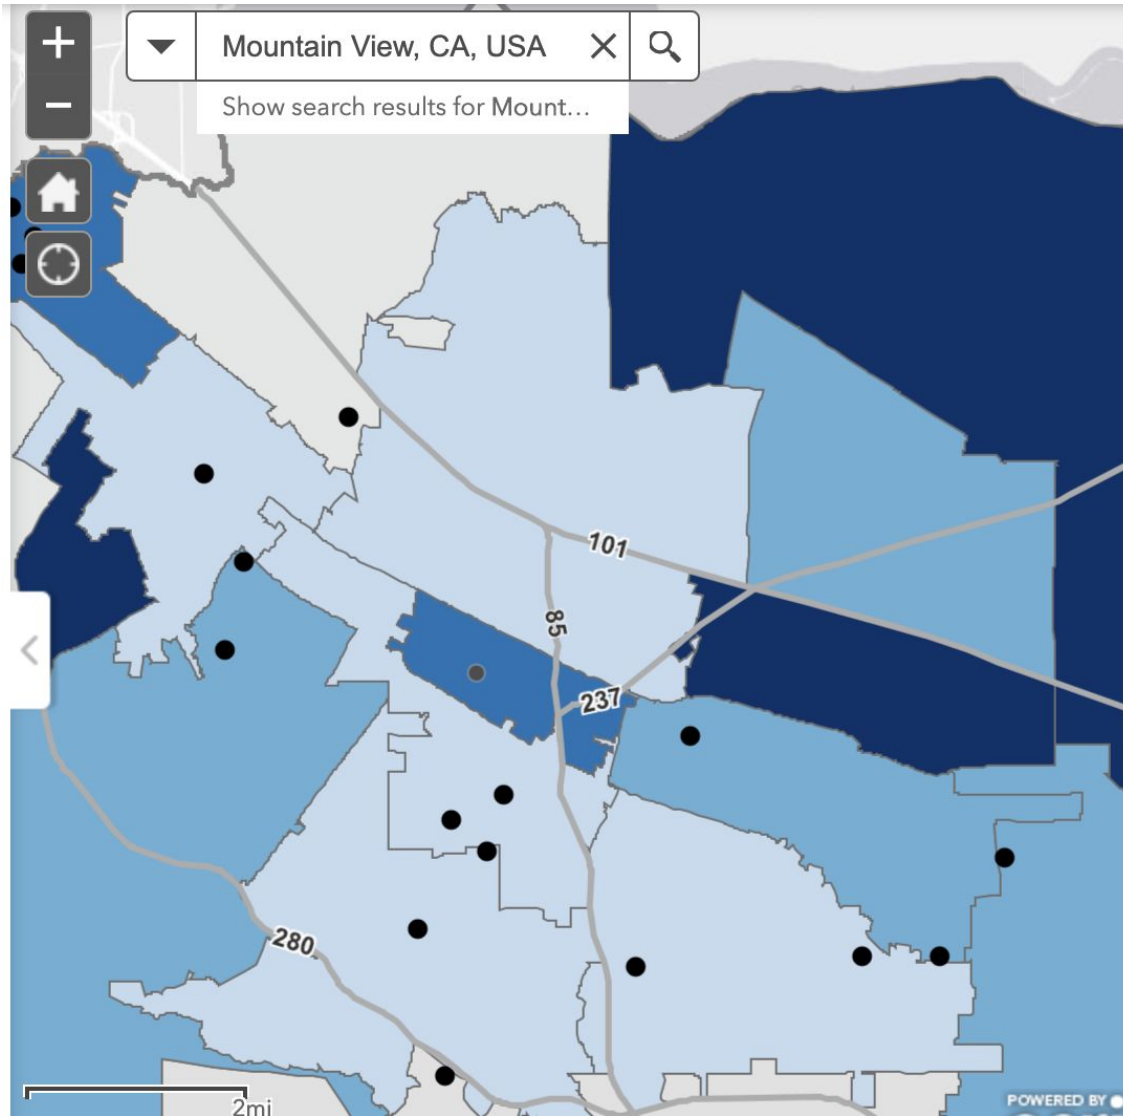 +
Mountain View, CA, USA
Show search results for Mount...
−
101
85
237
280
2mi
POWERED BY